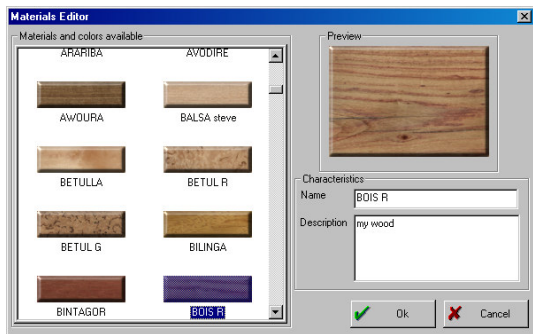 Materials Editor
Materials and colors available
ARARIBA AVODIRE
AWOURA BALSA steve
BETULLA BETUL R
BETUL G BILINGA
BINTAGOR BOIS R
Preview
Characteristics
Name BOIS R
Description my wood
Ok Cancel